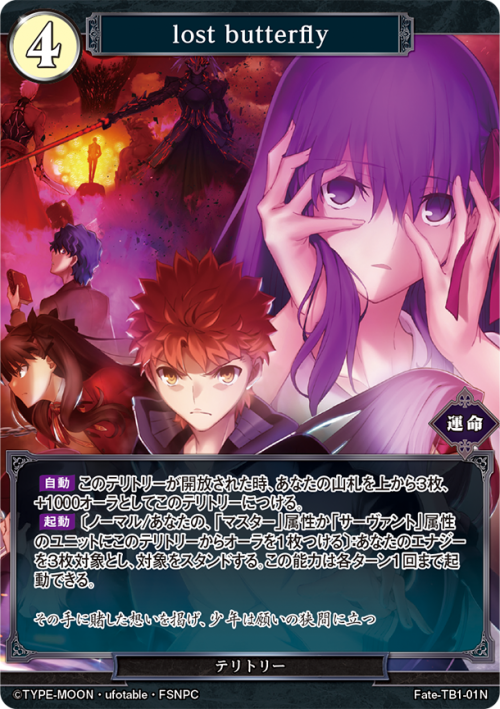 4
lost butterfly
運命
自動 このテリトリーが開放された時、あなたの山札を上から3枚、
+1000オーラとしてこのテリトリーにつける。
起動 〔ノーマル/あなたの、「マスター」属性か「サーヴァント」属性
のユニットにこのテリトリーからオーラを1枚つける〕:あなたのエナジー
を3枚対象とし、対象をスタンドする。この能力は各ターン1回まで起
動できる。
その手に賭した想いを掲げ、少年は願いの狭間に立つ
テリトリー
©TYPE-MOON・ufotable・FSNPC
Fate-TB1-01N